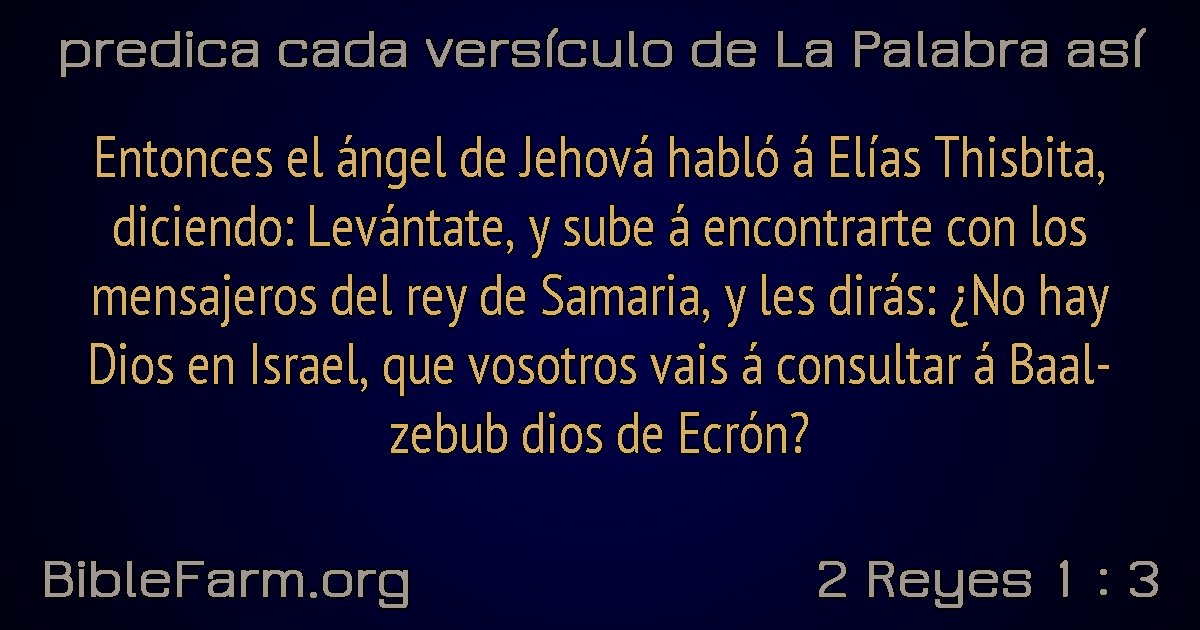 predica cada versículo de La Palabra así
Entonces el ángel de Jehová habló á Elías Thisbita,
diciendo: Levántate, y sube á encontrarte con los
mensajeros del rey de Samaria, y les dirás: ¿No hay
Dios en Israel, que vosotros vais á consultar á Baal-
zebub dios de Ecrón?
BibleFarm.org
2 Reyes 1 : 3